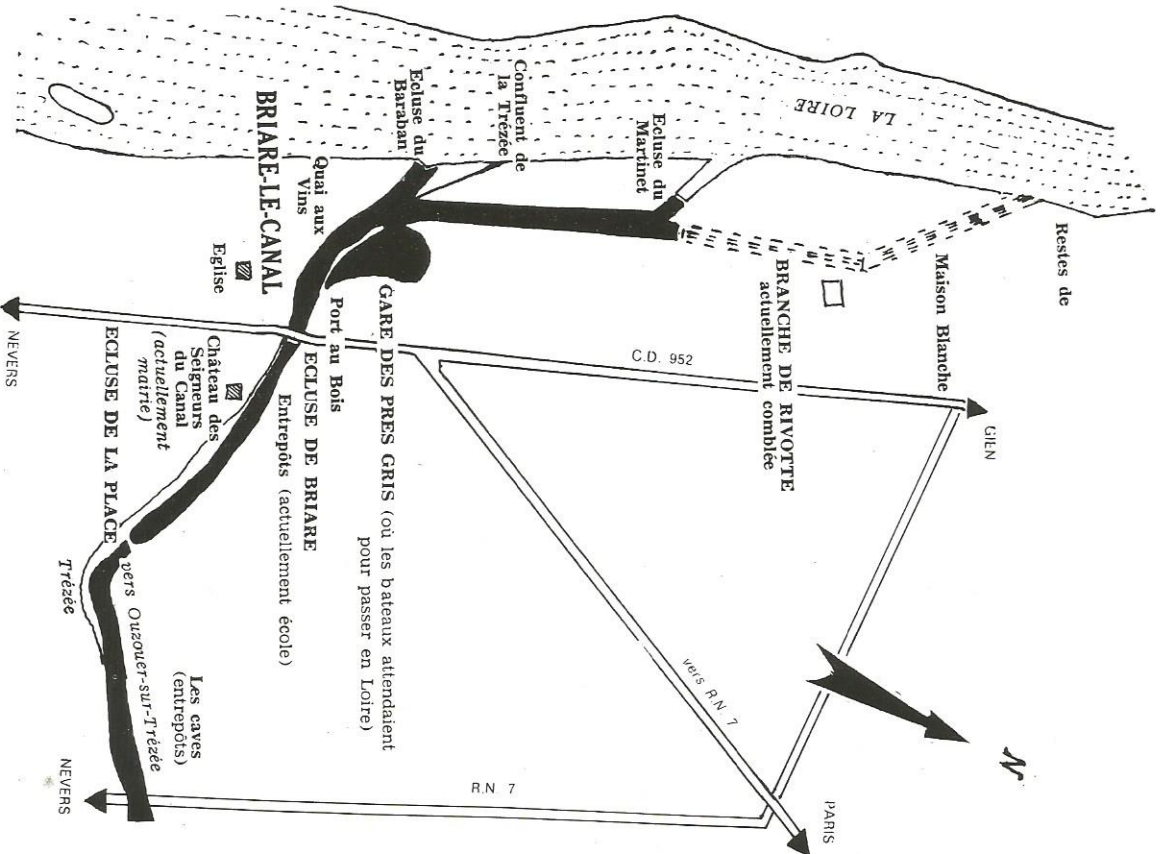 LA LOIRE
Restes de
Maison Blanche
BRANCHE DE RIVOTTE
actuellement comblée
Ecluse du
Martinet
Confluent de
la Trézée
Ecluse du
Baraban
Quai aux
Vins
BRIARE-LE-CANAL
Eglise
GARE DES PRES GRIS (où les bateaux attendaient
pour passer en Loire)
Port au Bois
ECLUSE DE BRIARE
Entrepôts (actuellement école)
Château des
Seigneurs
du Canal
(actuellement
mairie)
ECLUSE DE LA PLACE
vers Ouzouer-sur-Trézée
Trézée
Les caves
(entrepôts)
C.D. 952
GIEN
NEVERS
vers R.N. 7
PARIS
R.N 7
NEVERS
N